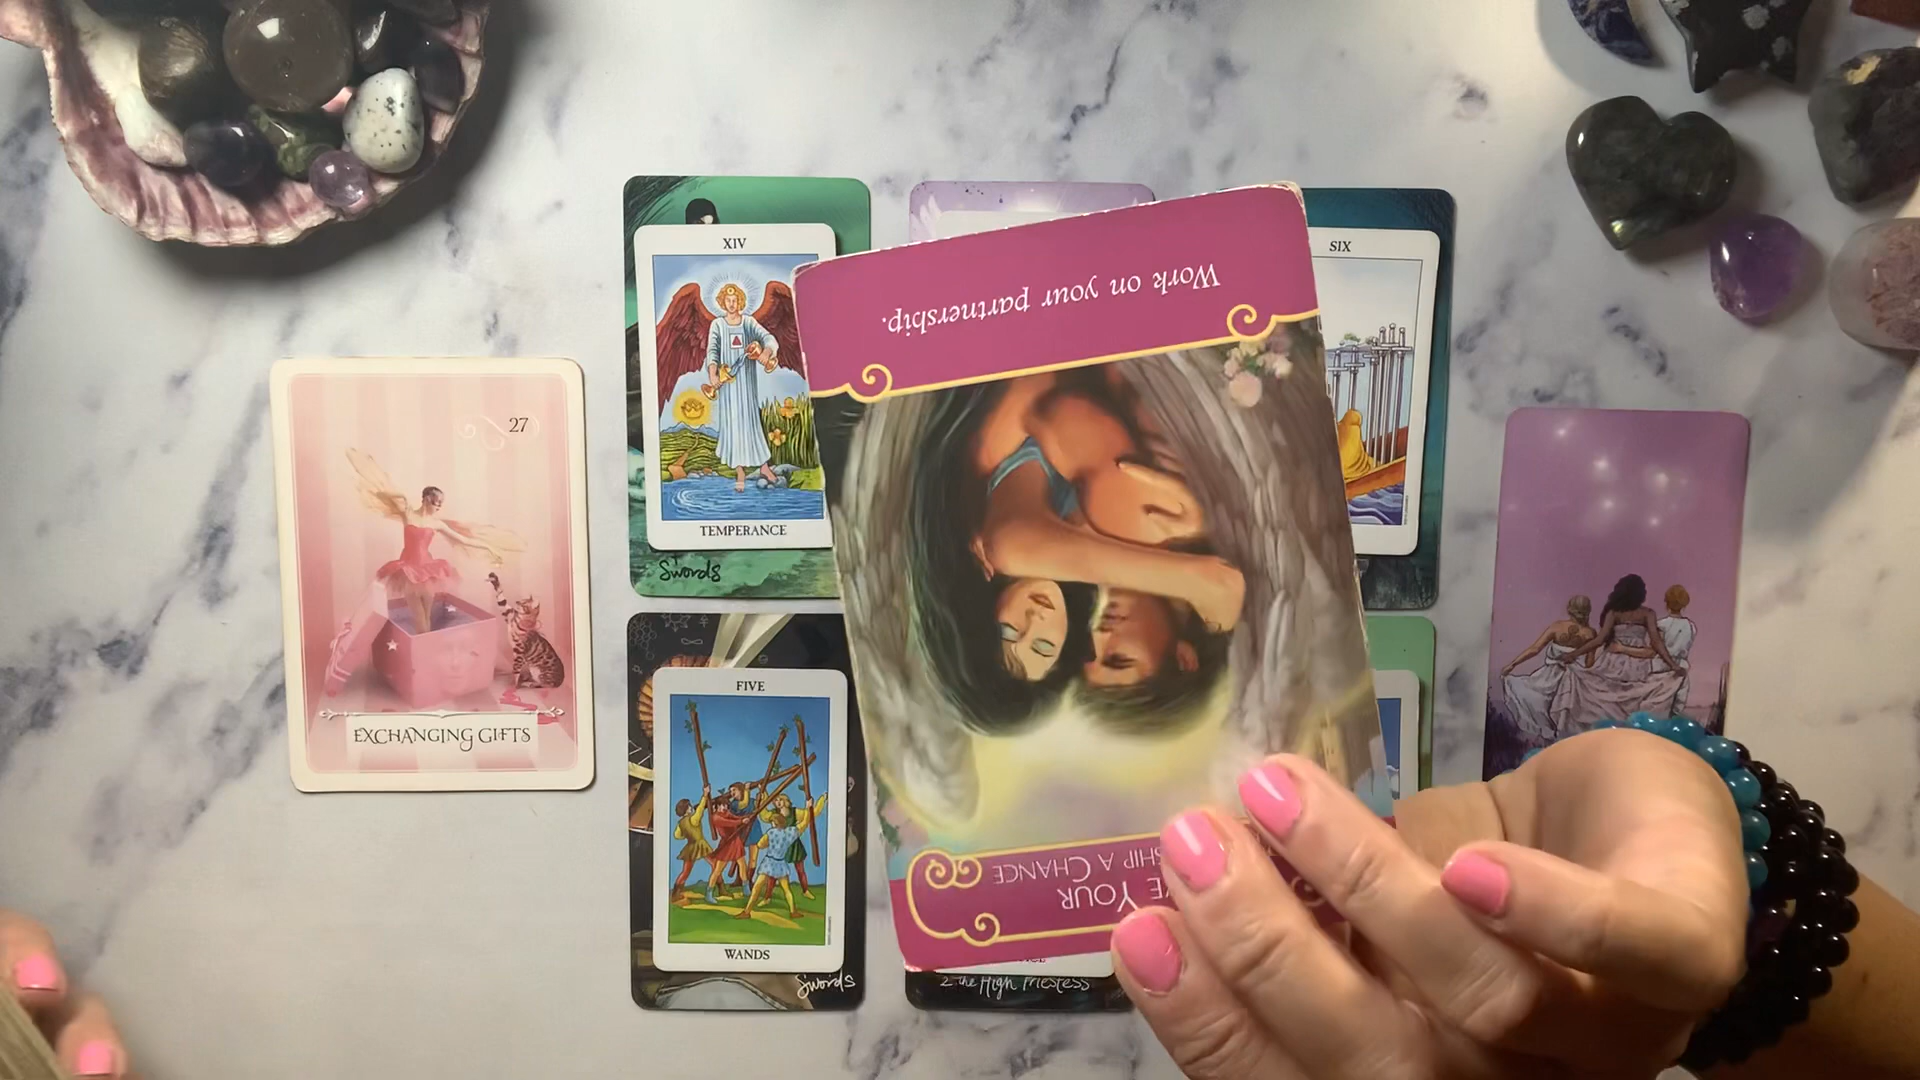 XIV
TEMPERANCE
Swords
SIX
Work on your partnership.
YOUR
SHIP A CHANCE
27
EXCHANGING GIFTS
FIVE
WANDS
Swords
2 the High Priestess